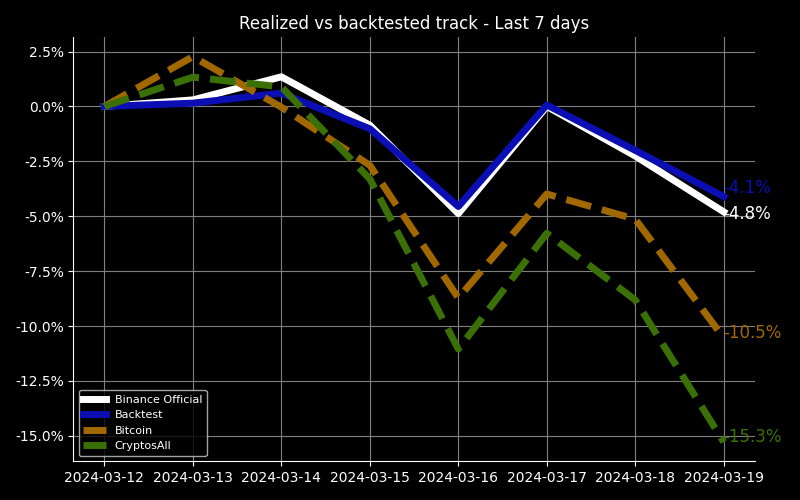 Realized vs backtested track - Last 7 days
2.5%
0.0%
-2.5%
-5.0%
-7.5%
-10.0%
-12.5%
-15.0%
-4.1%
-4.8%
-10.5%
-15.3%
Binance Official
Backtest
Bitcoin
CryptosAll
2024-03-12 2024-03-13 2024-03-14 2024-03-15 2024-03-16 2024-03-17 2024-03-18 2024-03-19